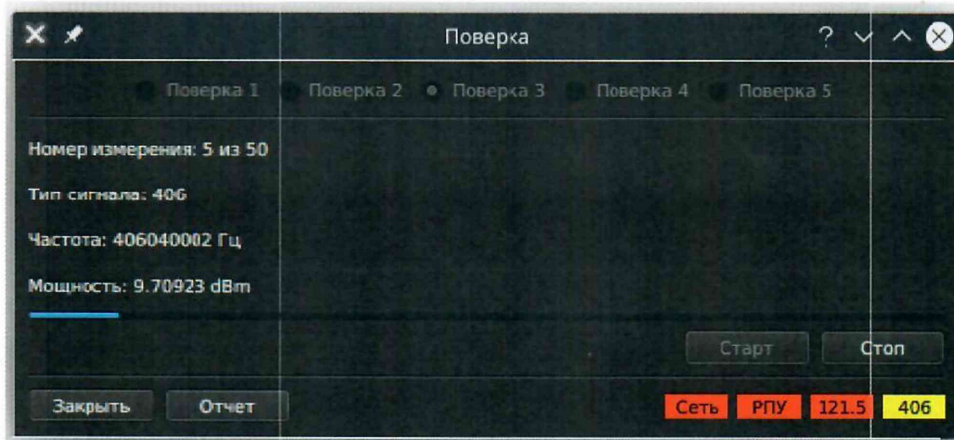 Поверка
Поверка 1 Поверка 2 Поверка 3 Поверка 4 Поверка 5
Номер измерения: 5 из 50
Тип сигнала: 406
Частота: 406040002 Гц
Мощность: 9.70923 dBm
Старт Стоп
Закрыть Отчет Сеть РПУ 121.5 406